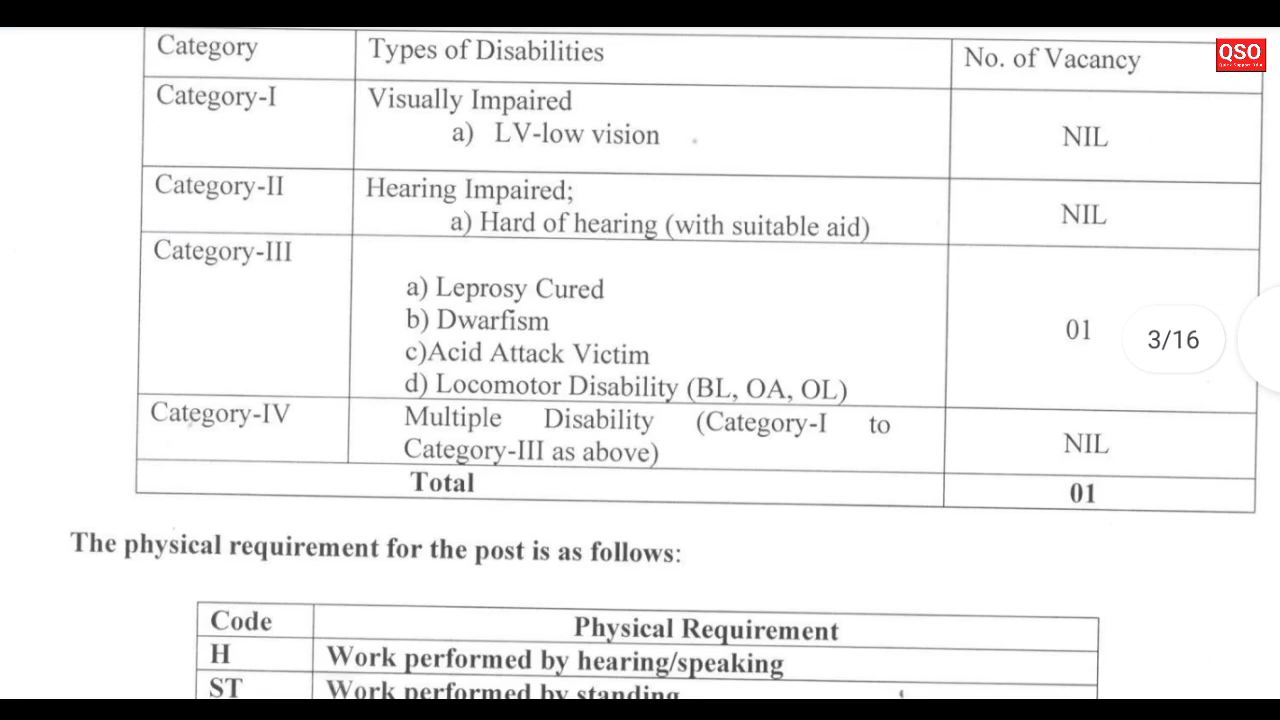 Category Types of Disabilities No. of Vacancy
QSO
Category-I Visually Impaired
a) LV-low vision
NIL
Category-II Hearing Impaired;
a) Hard of hearing (with suitable aid)
NIL
Category-III
a) Leprosy Cured
b) Dwarfism
c)Acid Attack Victim
d) Locomotor Disability (BL, OA, OL)
01
3/16
Category-IV Multiple Disability (Category-I to
Category-III as above)
NIL
Total 01
The physical requirement for the post is as follows:
Code Physical Requirement
H Work performed by hearing/speaking
ST Work performed by standing